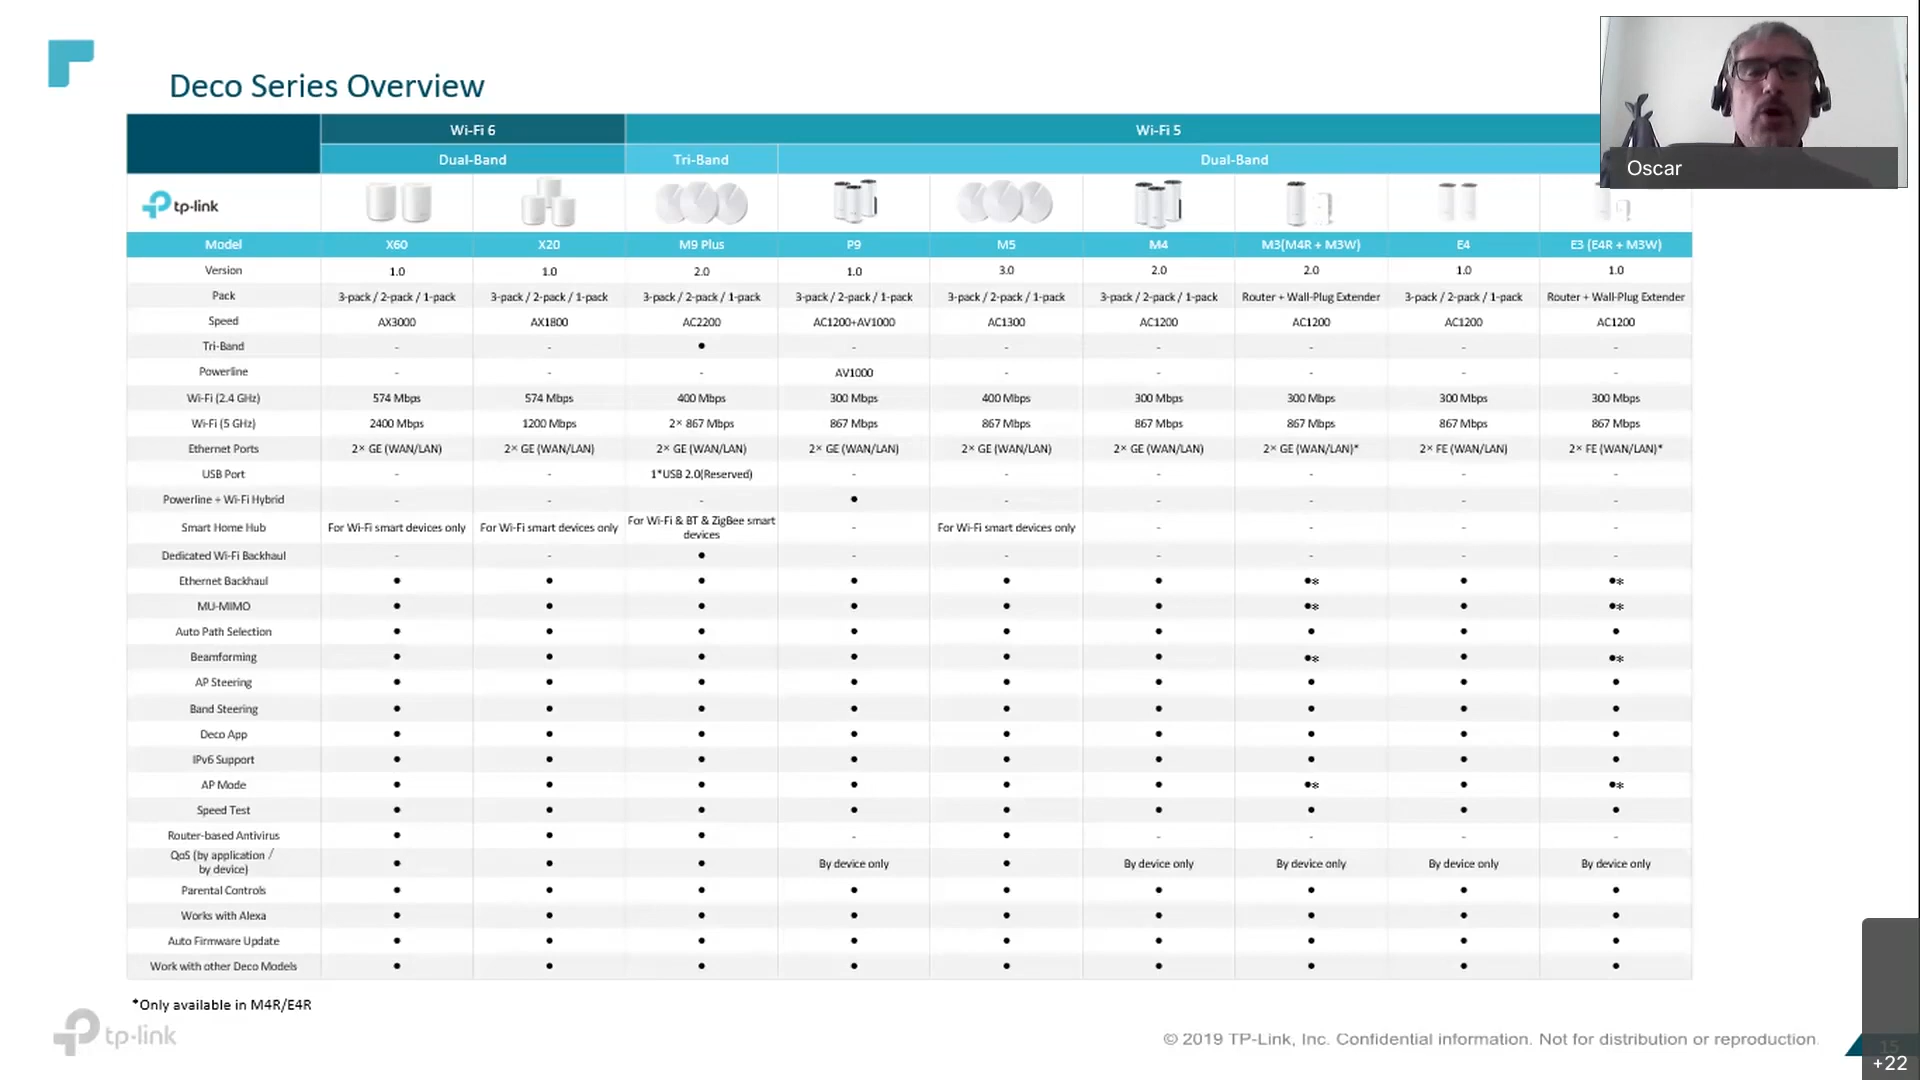 Deco Series Overview
Oscar
Wi-Fi 6 Wi-Fi 5
Dual-Band Tri-Band Dual-Band
tp-link
Model X60 X20 M9 Plus P9 M5 M4 M3(M4R + M3W) E4 E3 (E4R + M3W)
Version 1.0 1.0 2.0 1.0 3.0 2.0 2.0 1.0 1.0
Pack 3-pack / 2-pack / 1-pack 3-pack / 2-pack / 1-pack 3-pack / 2-pack / 1-pack 3-pack / 2-pack / 1-pack 3-pack / 2-pack / 1-pack 3-pack / 2-pack / 1-pack Router + Wall-Plug Extender 3-pack / 2-pack / 1-pack Router + Wall-Plug Extender
Speed AX3000 AX1800 AC2200 AC1200+AV1000 AC1300 AC1200 AC1200 AC1200 AC1200
Tri-Band - - ● - - - - - -
Powerline - - - AV1000 - - - - -
Wi-Fi (2.4 GHz) 574 Mbps 574 Mbps 400 Mbps 300 Mbps 400 Mbps 300 Mbps 300 Mbps 300 Mbps 300 Mbps
Wi-Fi (5 GHz) 2400 Mbps 1200 Mbps 2× 867 Mbps 867 Mbps 867 Mbps 867 Mbps 867 Mbps 867 Mbps 867 Mbps
Ethernet Ports 2× GE (WAN/LAN) 2× GE (WAN/LAN) 2× GE (WAN/LAN) 2× GE (WAN/LAN) 2× GE (WAN/LAN) 2× GE (WAN/LAN) 2× GE (WAN/LAN)* 2× FE (WAN/LAN) 2× FE (WAN/LAN)*
USB Port - - 1*USB 2.0(Reserved) - - - - - -
Powerline + Wi-Fi Hybrid - - - ● - - - - -
Smart Home Hub For Wi-Fi smart devices only For Wi-Fi smart devices only For Wi-Fi & BT & ZigBee smart devices - For Wi-Fi smart devices only - - - -
Dedicated Wi-Fi Backhaul - - ● - - - - - -
Ethernet Backhaul ● ● ● ● ● ● ●* ● ●*
MU-MIMO ● ● ● ● ● ● ●* ● ●*
Auto Path Selection ● ● ● ● ● ● ● ● ●
Beamforming ● ● ● ● ● ● ●* ● ●*
AP Steering ● ● ● ● ● ● ● ● ●
Band Steering ● ● ● ● ● ● ● ● ●
Deco App ● ● ● ● ● ● ● ● ●
IPv6 Support ● ● ● ● ● ● ● ● ●
AP Mode ● ● ● ● ● ● ●* ● ●*
Speed Test ● ● ● ● ● ● ● ● ●
Router-based Antivirus ● ● ● - ● - - - -
QoS (by application / by device) ● ● ● By device only ● By device only By device only By device only By device only
Parental Controls ● ● ● ● ● ● ● ● ●
Works with Alexa ● ● ● ● ● ● ● ● ●
Auto Firmware Update ● ● ● ● ● ● ● ● ●
Work with other Deco Models ● ● ● ● ● ● ● ● ●
*Only available in M4R/E4R
tp-link
© 2019 TP-Link, Inc. Confidential information. Not for distribution or reproduction.
15
+22